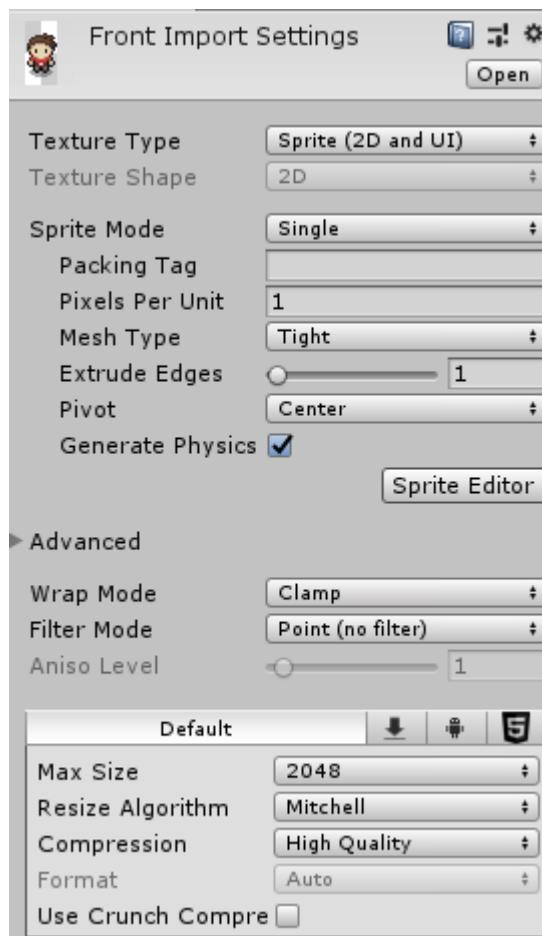 Front Import Settings
Open
Texture Type Sprite (2D and UI)
Texture Shape 2D
Sprite Mode Single
Packing Tag
Pixels Per Unit 1
Mesh Type Tight
Extrude Edges 1
Pivot Center
Generate Physics
Sprite Editor
Advanced
Wrap Mode Clamp
Filter Mode Point (no filter)
Aniso Level 1
Default
Max Size 2048
Resize Algorithm Mitchell
Compression High Quality
Format Auto
Use Crunch Compre